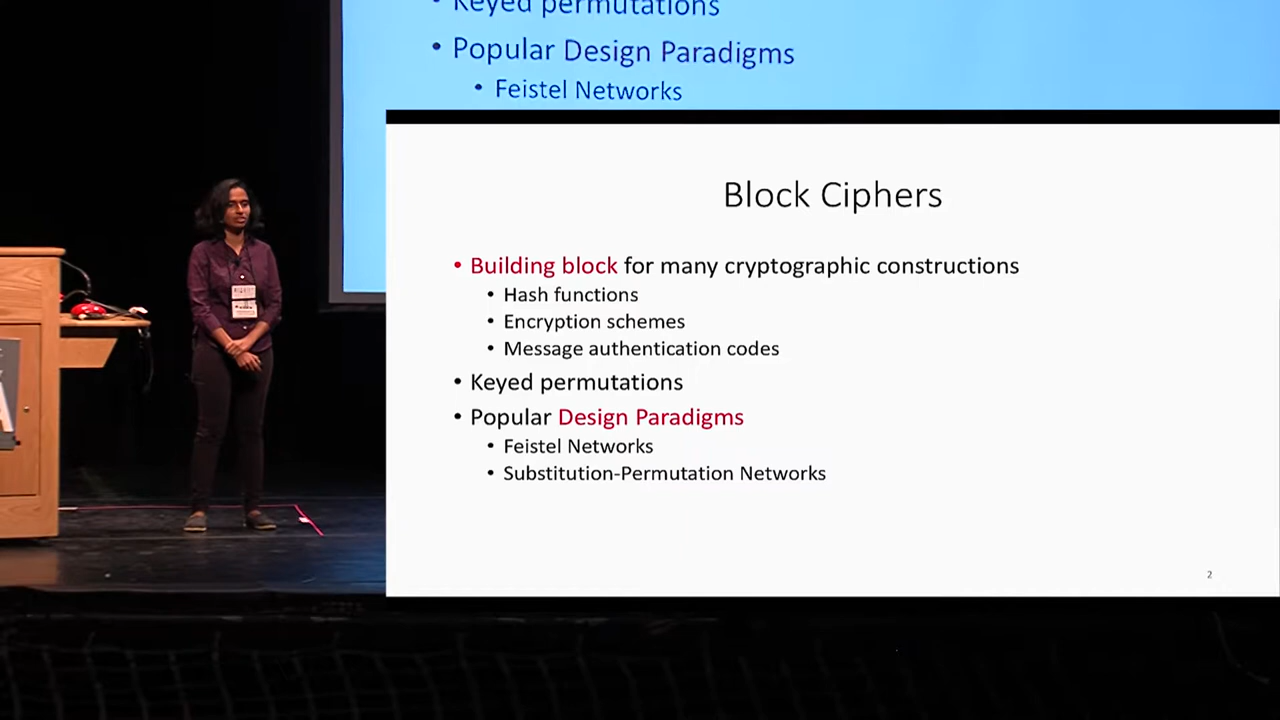 • Keyed permutations
• Popular Design Paradigms
• Feistel Networks
Block Ciphers
• Building block for many cryptographic constructions
• Hash functions
• Encryption schemes
• Message authentication codes
• Keyed permutations
• Popular Design Paradigms
• Feistel Networks
• Substitution-Permutation Networks
2